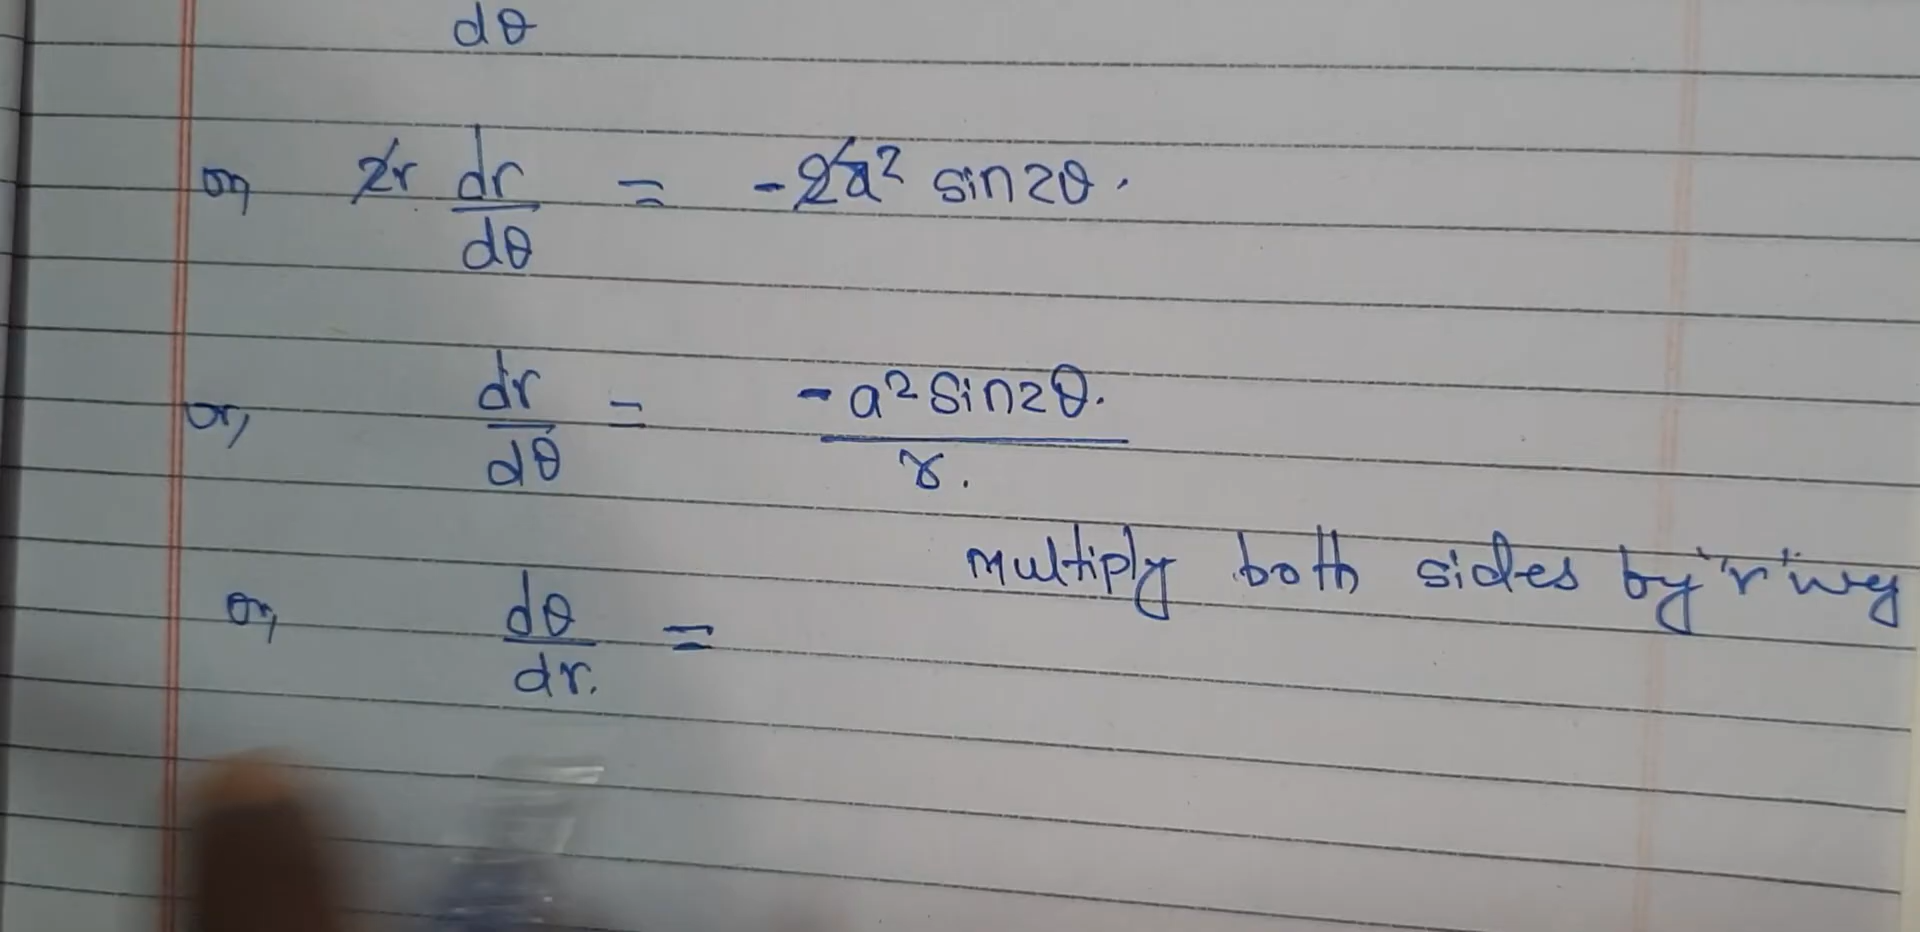 dθ
or, 2r dr/dθ = -2a² sin2θ.
or, dr/dθ = -a² sin2θ. / r.
multiply both sides by "r" we
or, dθ/dr. =